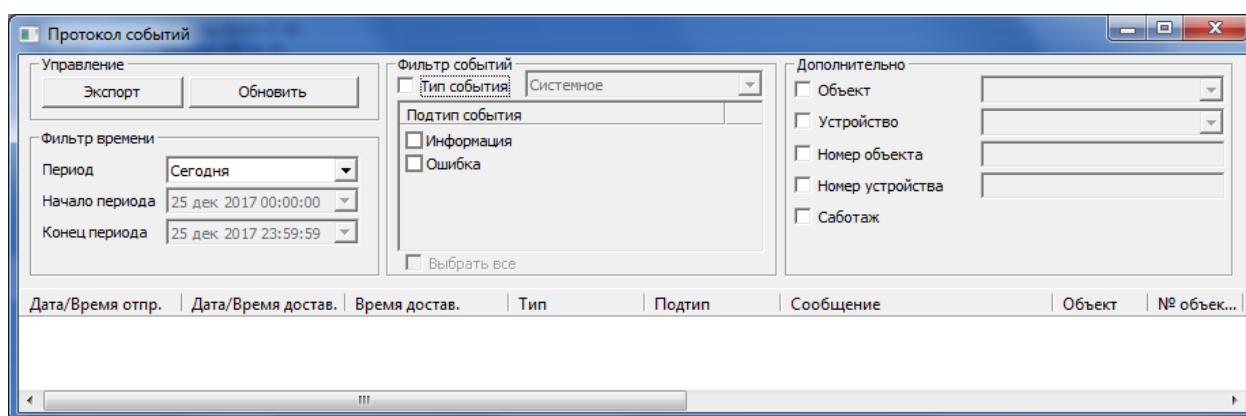 Протокол событий
Управление
Экспорт Обновить
Фильтр времени
Период Сегодня
Начало периода 25 дек 2017 00:00:00
Конец периода 25 дек 2017 23:59:59
Фильтр событий
Тип события Системное
Подтип события
Информация
Ошибка
Выбрать все
Дополнительно
Объект
Устройство
Номер объекта
Номер устройства
Саботаж
Дата/Время отпр. Дата/Время достав. Время достав. Тип Подтип Сообщение Объект № объек...